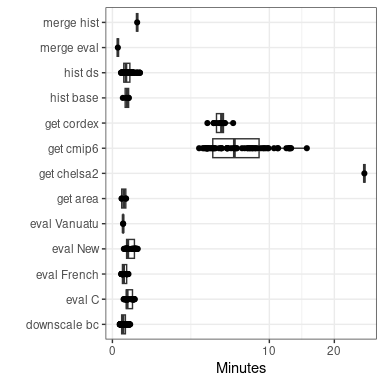 merge hist
merge eval
hist ds
hist base
get cordex
get cmip6
get chelsa2
get area
eval Vanuatu
eval New
eval French
eval C
downscale bc
0
10
20
Minutes